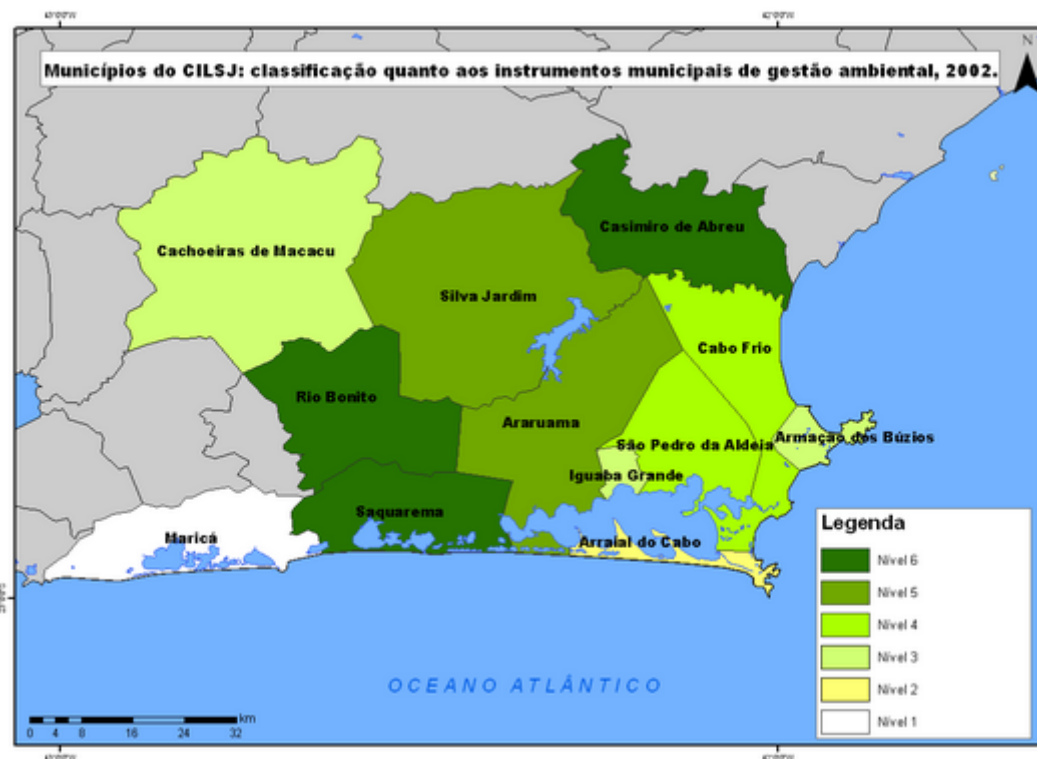 Municípios do CILSJ: classificação quanto aos instrumentos municipais de gestão ambiental, 2002.
N
Casimiro de Abreu
Cachoeiras de Macacu
Silva Jardim
Cabo Frio
Rio Bonito
Araruama
São Pedro da Aldeia
Armação dos Búzios
Iguaba Grande
Saquarema
Maricá
Arraial do Cabo
Legenda
Nível 6
Nível 5
Nível 4
Nível 3
Nível 2
Nível 1
OCEANO ATLÂNTICO
km
0 4 8 16 24 32